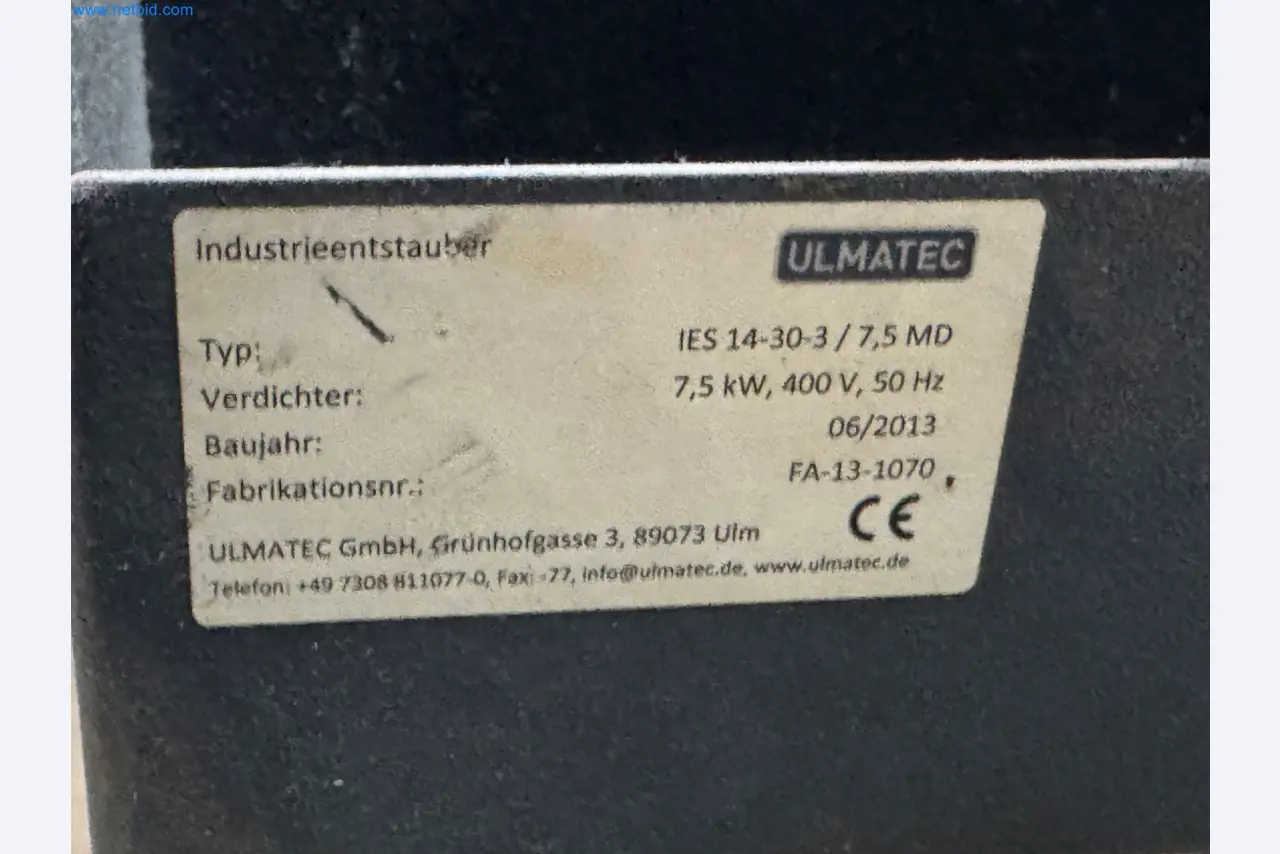 www.netbid.com
Industrieentstauber
ULMATEC
Typ: IES 14-30-3 / 7,5 MD
Verdichter: 7,5 kW, 400 V, 50 Hz
Baujahr: 06/2013
Fabrikationsnr.: FA-13-1070
CE
ULMATEC GmbH, Grünhofgasse 3, 89073 Ulm
Telefon: +49 7308 811077-0, Fax: -77, info@ulmatec.de, www.ulmatec.de